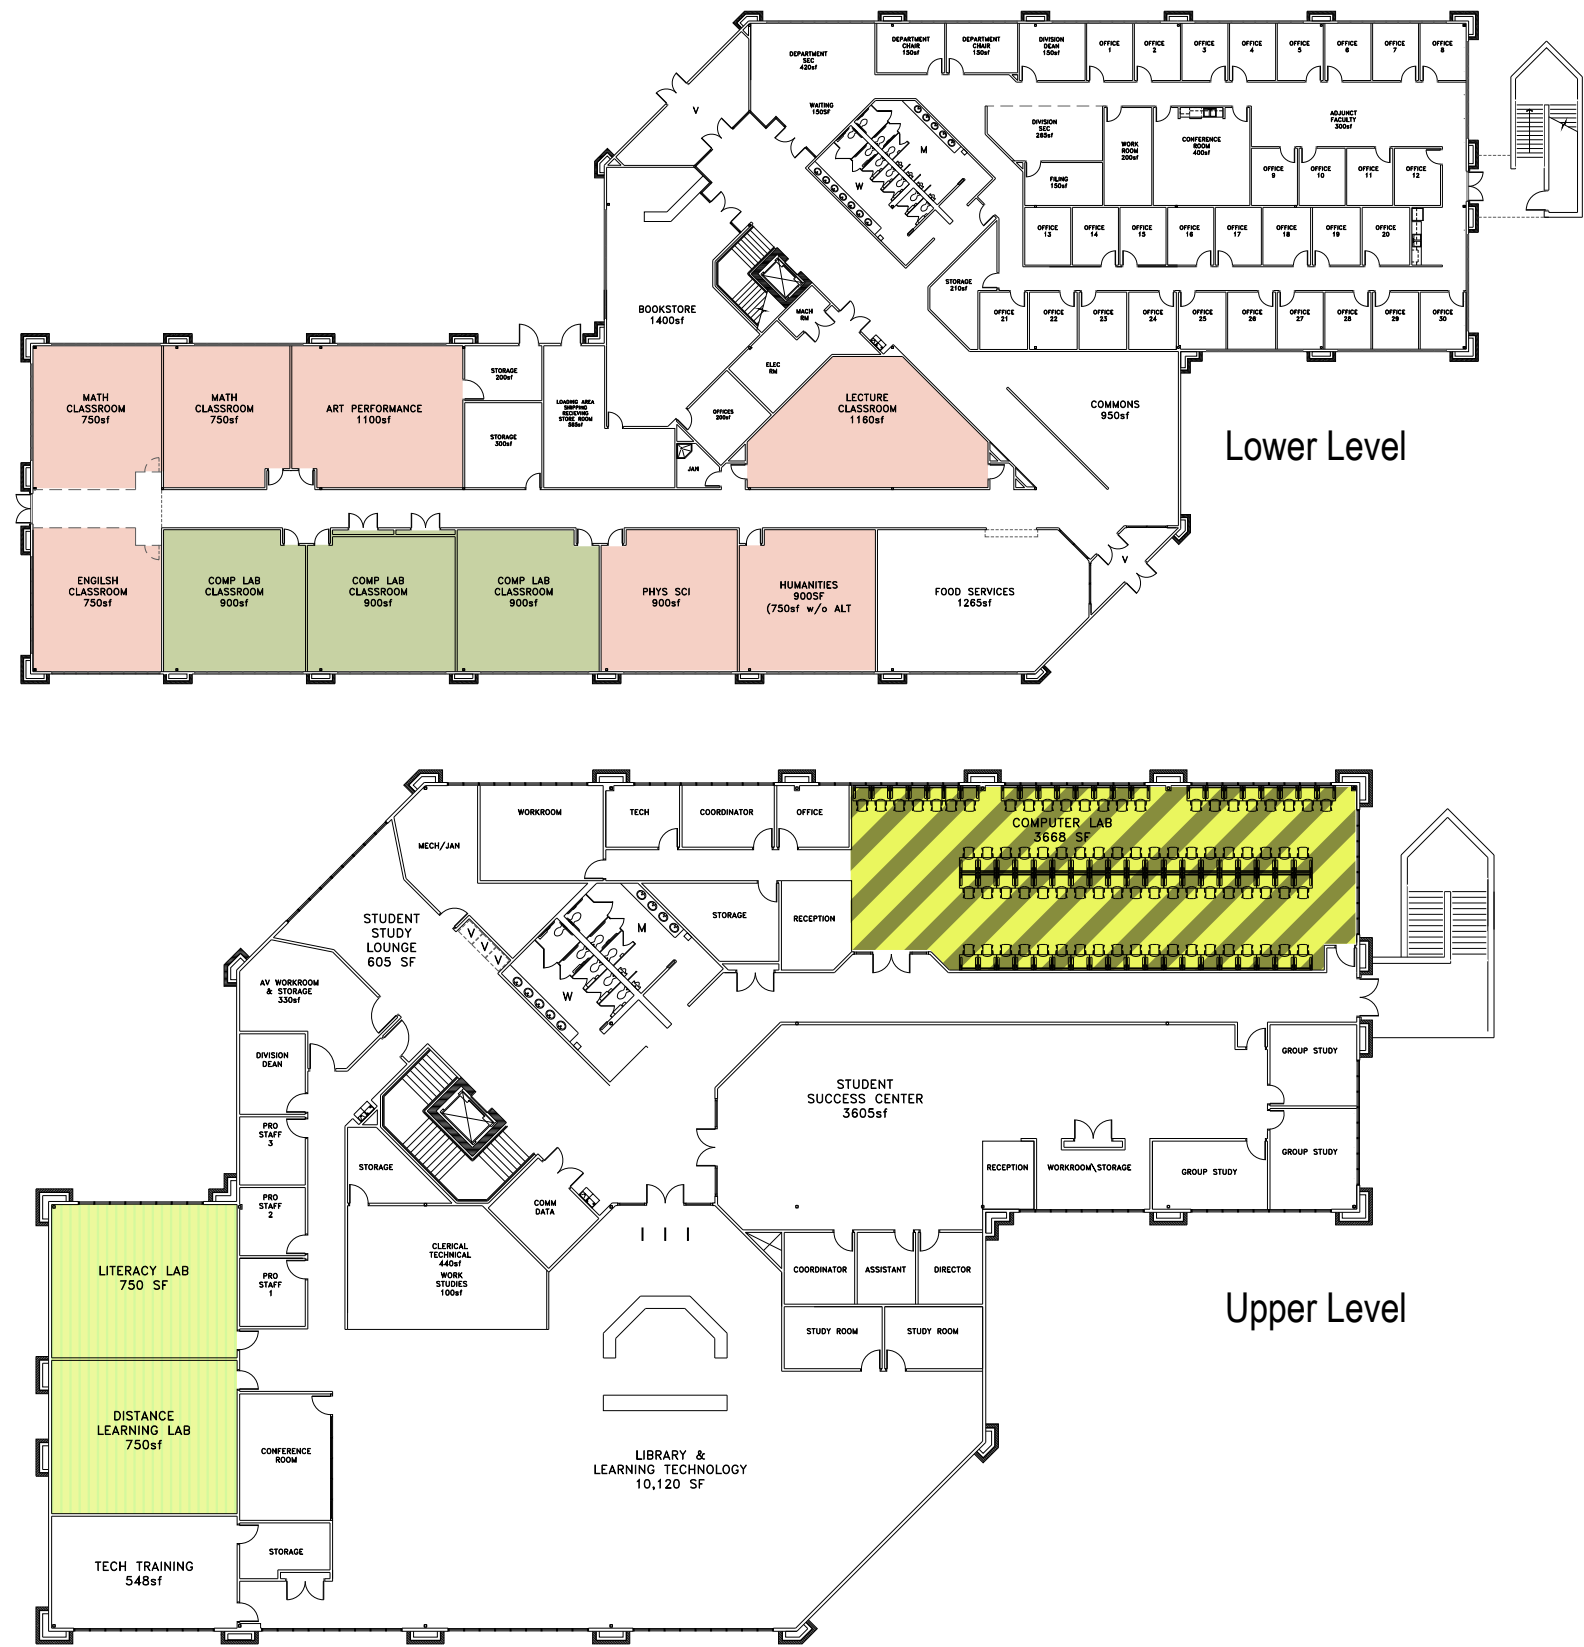 DEPARTMENT
SEC
420sf
DEPARTMENT
CHAIR
150sf
DEPARTMENT
CHAIR
150sf
DIVISION
DEAN
150sf
OFFICE
1
OFFICE
2
OFFICE
3
OFFICE
4
OFFICE
5
OFFICE
6
OFFICE
7
OFFICE
8
V
WAITING
150SF
M
W
DIVISION
SEC
285sf
WORK
ROOM
200sf
CONFERENCE
ROOM
400sf
ADJUNCT
FACULTY
300sf
FILING
150sf
OFFICE
9
OFFICE
10
OFFICE
11
OFFICE
12
OFFICE
13
OFFICE
14
OFFICE
15
OFFICE
16
OFFICE
17
OFFICE
18
OFFICE
19
OFFICE
20
STORAGE
210sf
OFFICE
21
OFFICE
22
OFFICE
23
OFFICE
24
OFFICE
25
OFFICE
26
OFFICE
27
OFFICE
28
OFFICE
29
OFFICE
30
BOOKSTORE
1400sf
MACH
RM
ELEC
RM
OFFICES
200sf
JAN
MATH
CLASSROOM
750sf
MATH
CLASSROOM
750sf
ART PERFORMANCE
1100sf
STORAGE
200sf
STORAGE
300sf
LOADING AREA
SHIPPING
RECIEVING
STORE ROOM
565sf
LECTURE
CLASSROOM
1160sf
COMMONS
950sf
Lower Level
ENGILSH
CLASSROOM
750sf
COMP LAB
CLASSROOM
900sf
COMP LAB
CLASSROOM
900sf
COMP LAB
CLASSROOM
900sf
PHYS SCI
900sf
HUMANITIES
900SF
(750sf w/o ALT
FOOD SERVICES
1265sf
V
WORKROOM
TECH
COORDINATOR
OFFICE
COMPUTER LAB
3668 SF
MECH/JAN
STUDENT
STUDY
LOUNGE
605 SF
M
W
STORAGE
RECEPTION
AV WORKROOM
& STORAGE
330sf
DIVISION
DEAN
PRO
STAFF
3
PRO
STAFF
2
PRO
STAFF
1
STORAGE
COMM
DATA
CLERICAL
TECHNICAL
440sf
WORK
STUDIES
100sf
STUDENT
SUCCESS CENTER
3605sf
GROUP STUDY
GROUP STUDY
GROUP STUDY
RECEPTION
WORKROOM\STORAGE
COORDINATOR
ASSISTANT
DIRECTOR
STUDY ROOM
STUDY ROOM
Upper Level
LITERACY LAB
750 SF
DISTANCE
LEARNING LAB
750sf
CONFERENCE
ROOM
LIBRARY &
LEARNING TECHNOLOGY
10,120 SF
STORAGE
TECH TRAINING
548sf